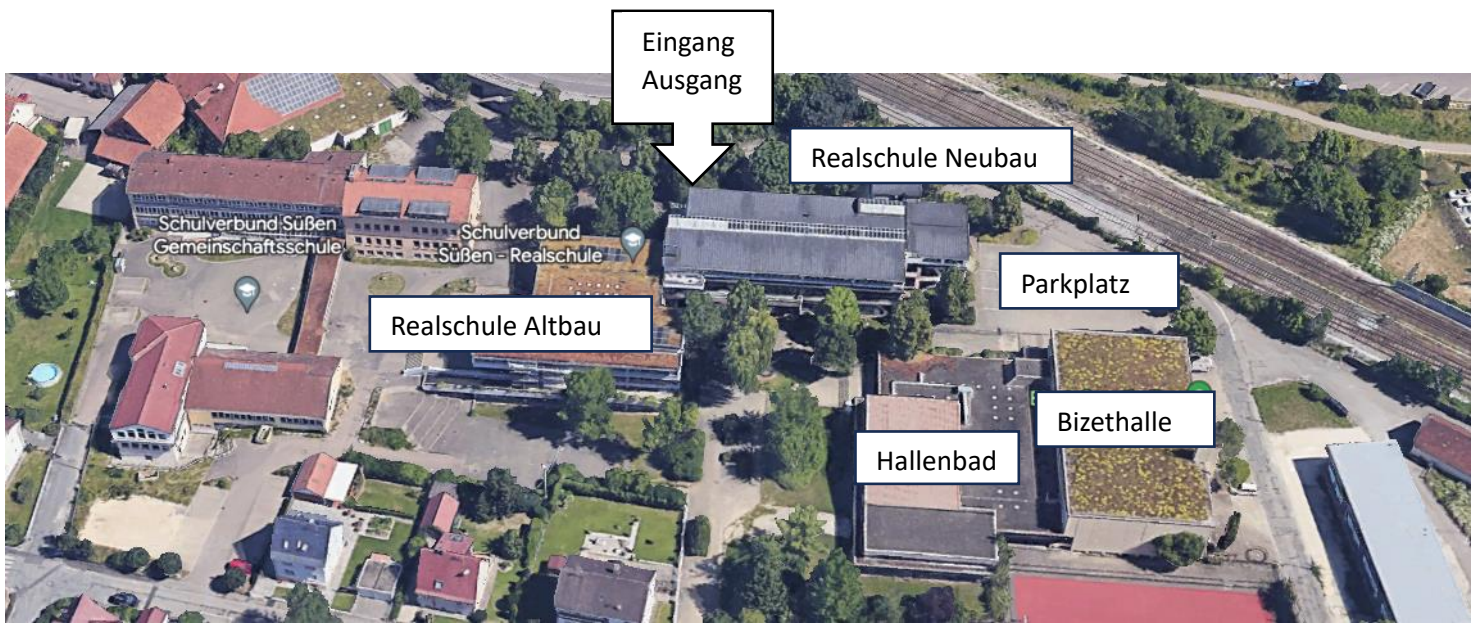 Eingang
Ausgang
Realschule Neubau
Schulverbund Süßen
Gemeinschaftsschule
Schulverbund
Süßen - Realschule
Parkplatz
Realschule Altbau
Bizethalle
Hallenbad